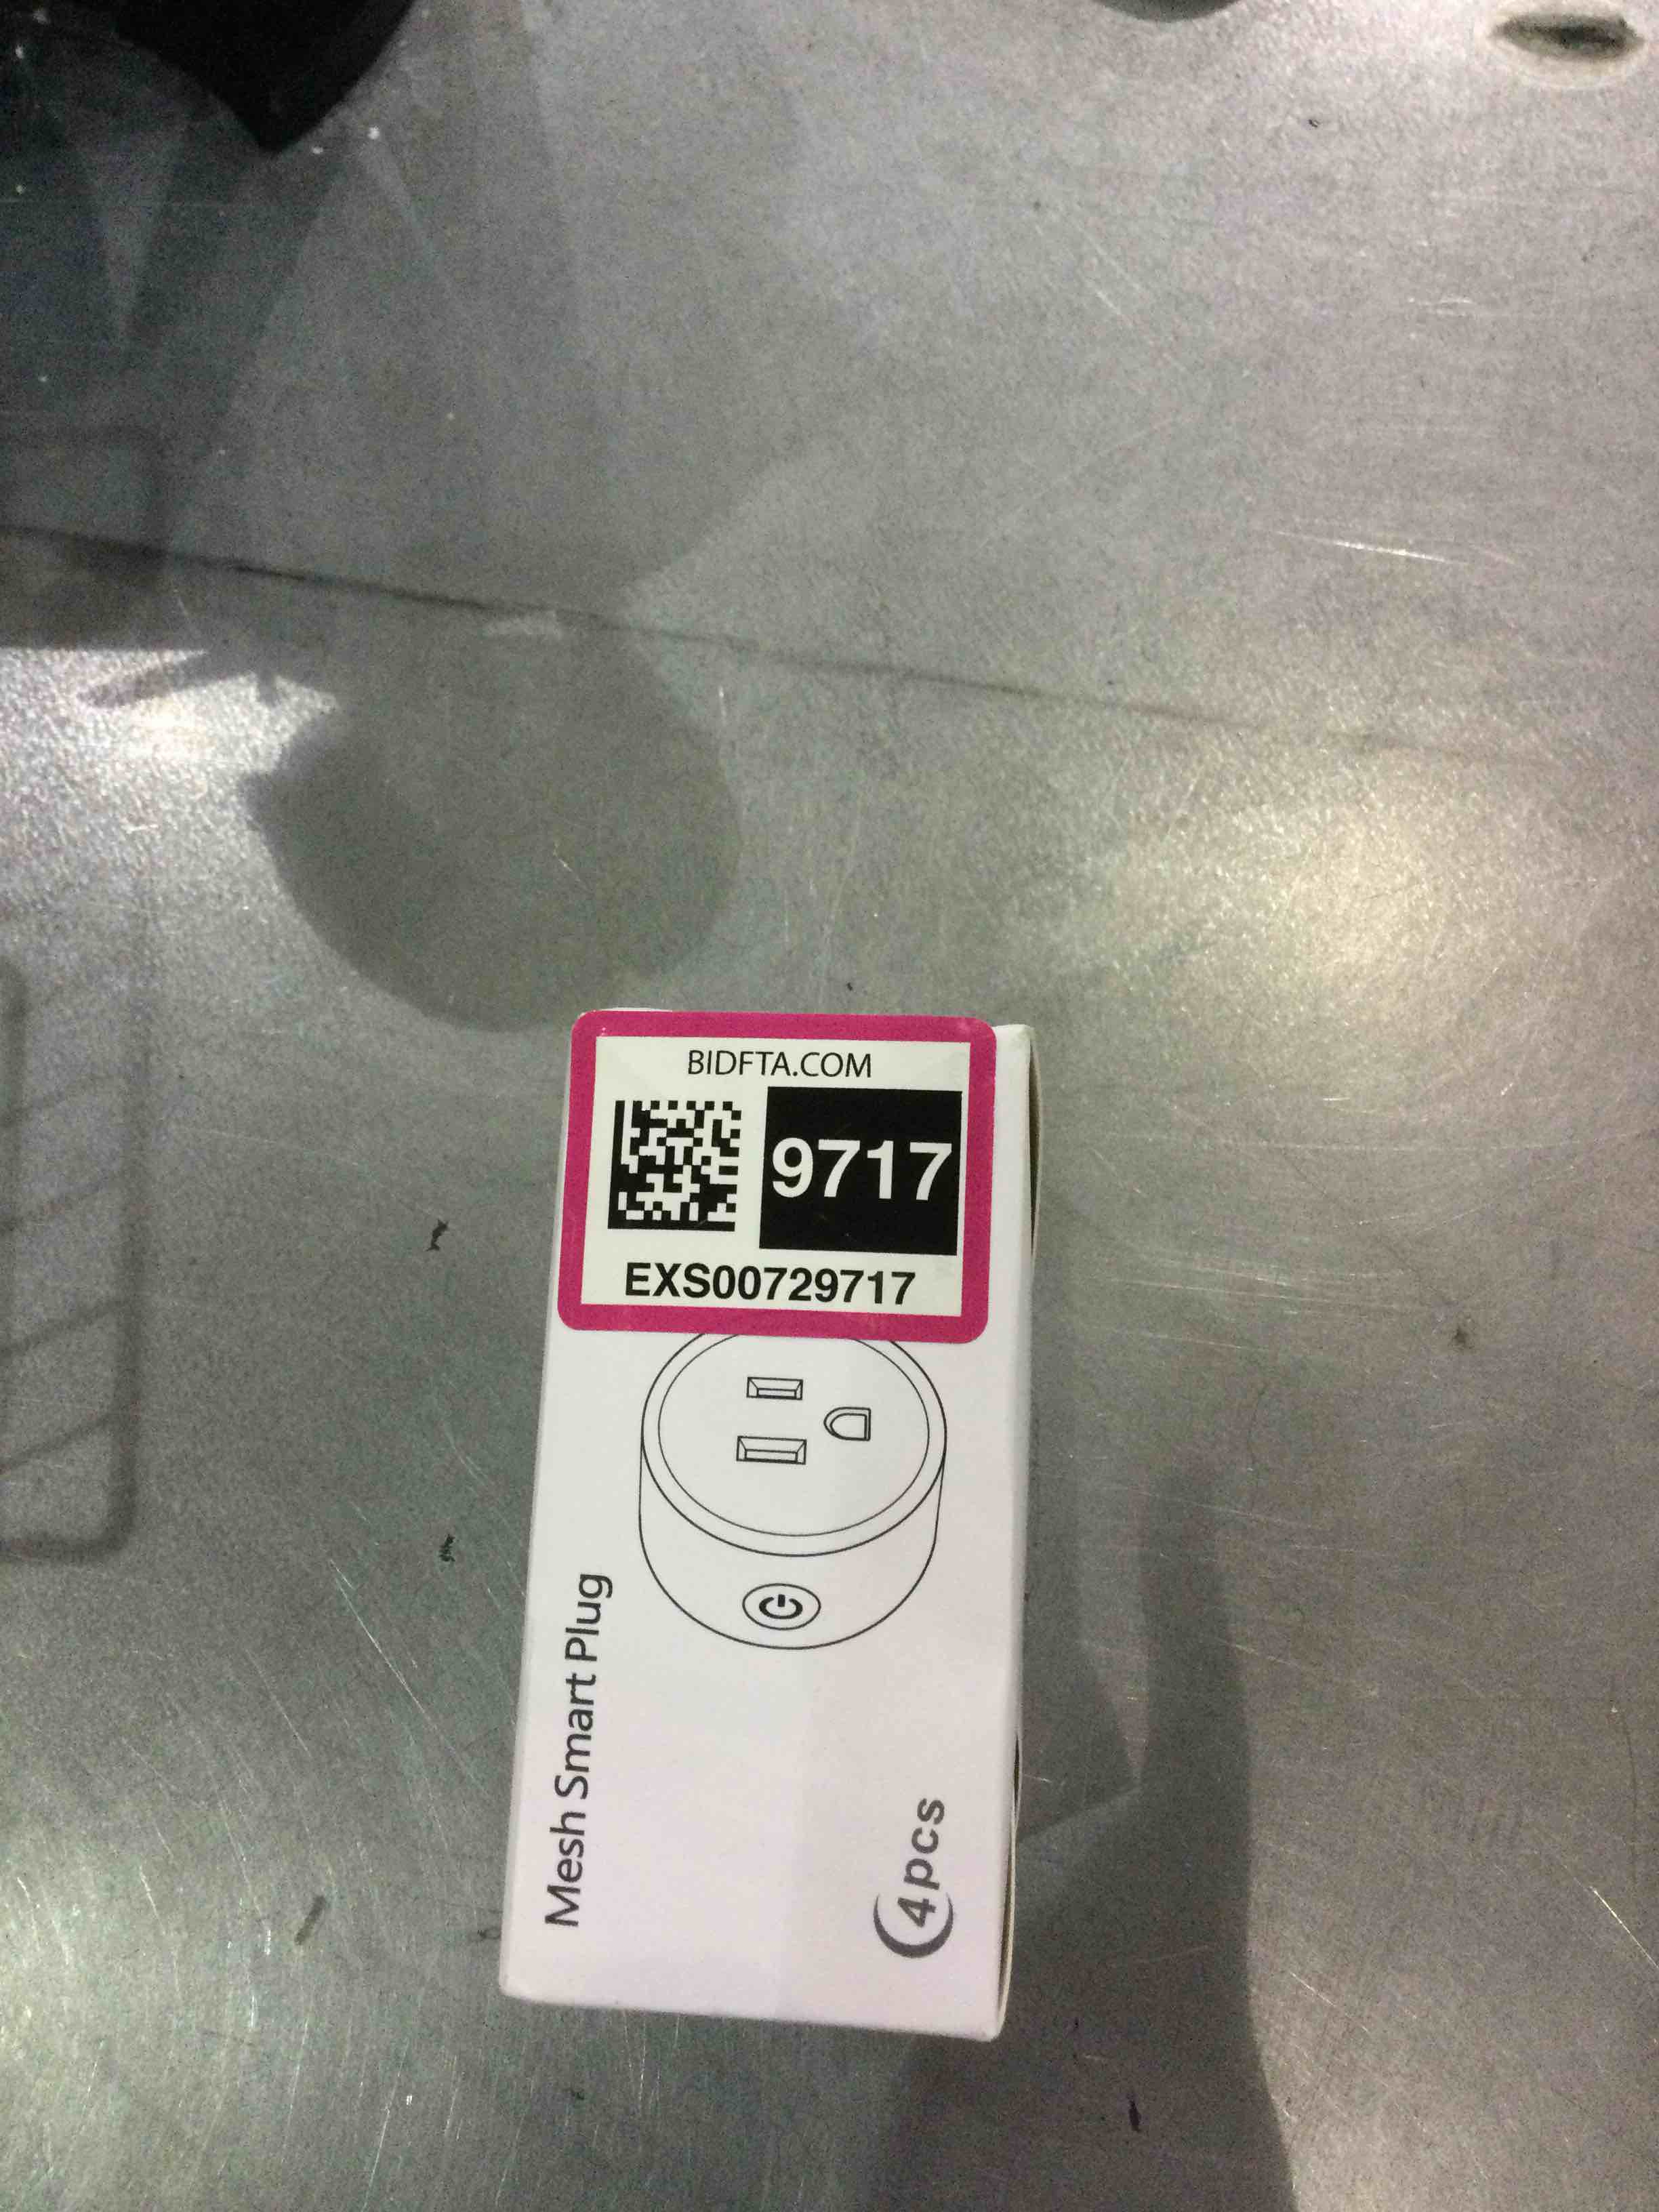 BIDFTA.COM
9717
EXS00729717
Mesh Smart Plug
4pcs